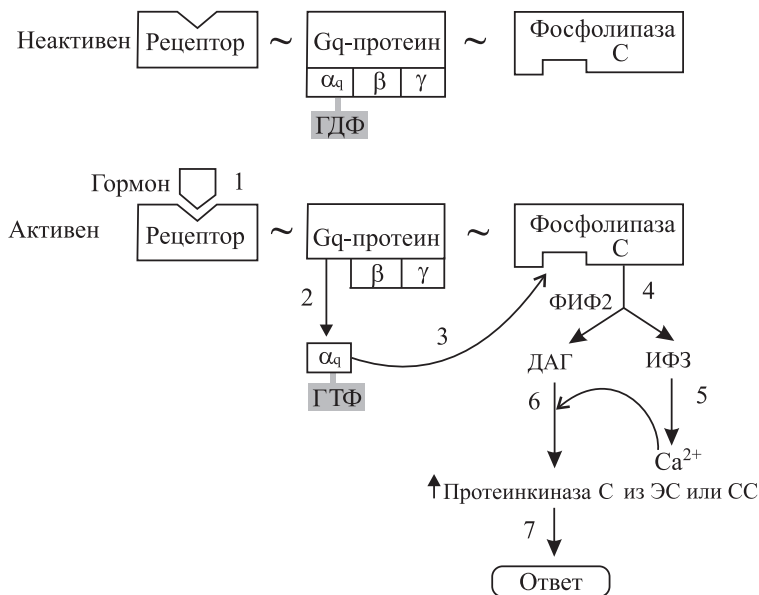 Неактивен
Рецептор
~
Gq-протеин
~
Фосфолипаза
С
αq
β
γ
ГДФ
Гормон
1
Активен
Рецептор
~
Gq-протеин
~
Фосфолипаза
С
β
γ
2
3
4
ФИФ2
αq
ГТФ
ДАГ
ИФЗ
6
5
Ca²⁺
Протеинкиназа С из ЭС или СС
7
Ответ